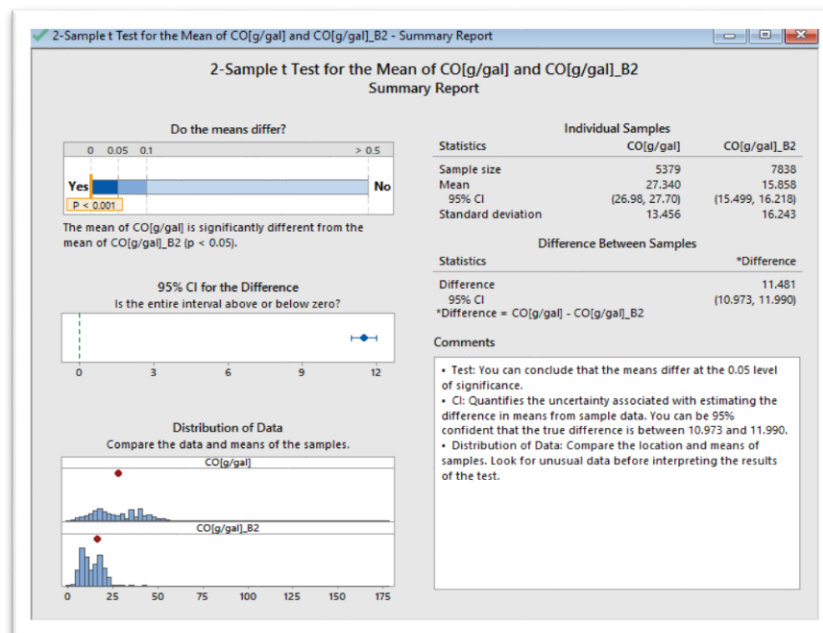 2-Sample t Test for the Mean of CO[g/gal] and CO[g/gal]_B2 - Summary Report
2-Sample t Test for the Mean of CO[g/gal] and CO[g/gal]_B2
Summary Report
Do the means differ?
0 0.05 0.1 > 0.5
Yes No
P < 0.001
The mean of CO[g/gal] is significantly different from the
mean of CO[g/gal]_B2 (p < 0.05).
95% CI for the Difference
Is the entire interval above or below zero?
0 3 6 9 12
Distribution of Data
Compare the data and means of the samples.
CO[g/gal]
CO[g/gal]_B2
0 25 50 75 100 125 150 175
Individual Samples
Statistics CO[g/gal] CO[g/gal]_B2
Sample size 5379 7838
Mean 27.340 15.858
95% CI (26.98, 27.70) (15.499, 16.218)
Standard deviation 13.456 16.243
Difference Between Samples
Statistics *Difference
Difference 11.481
95% CI (10.973, 11.990)
*Difference = CO[g/gal] - CO[g/gal]_B2
Comments
• Test: You can conclude that the means differ at the 0.05 level
of significance.
• CI: Quantifies the uncertainty associated with estimating the
difference in means from sample data. You can be 95%
confident that the true difference is between 10.973 and 11.990.
• Distribution of Data: Compare the location and means of
samples. Look for unusual data before interpreting the results
of the test.